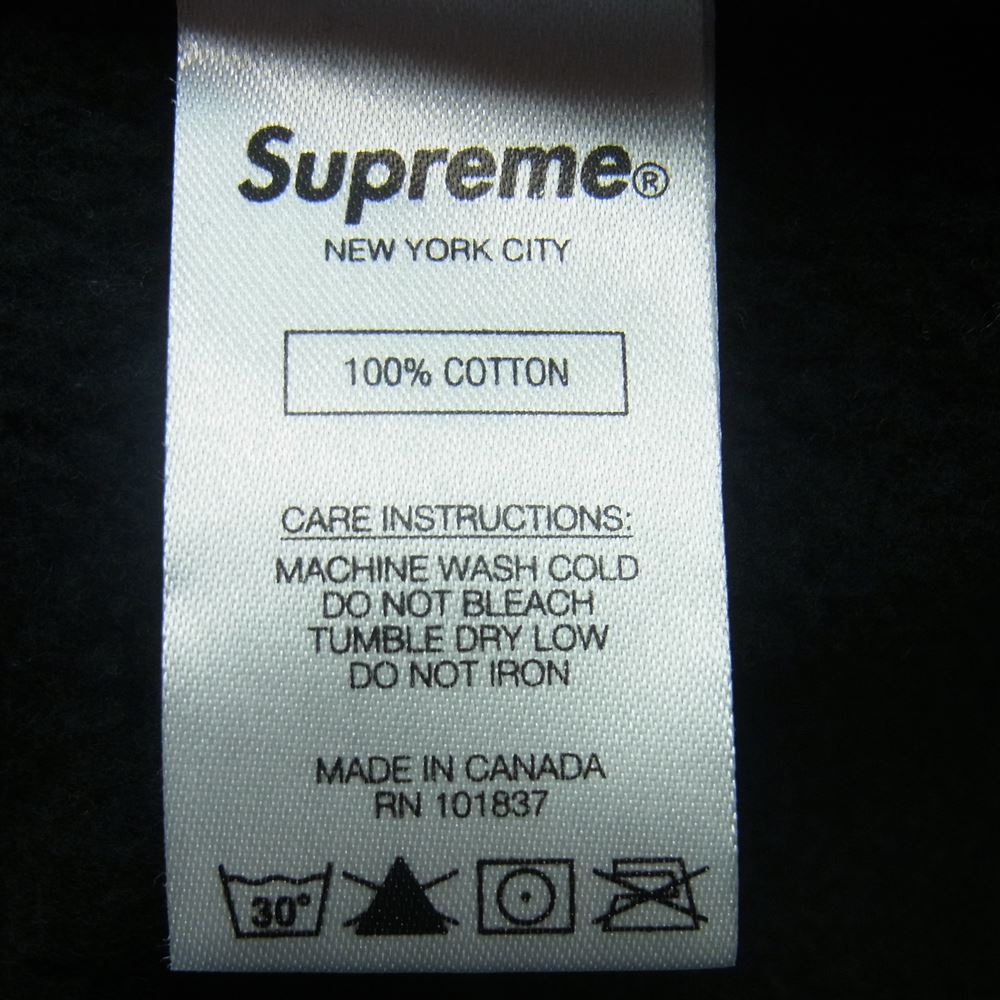 Supreme®
NEW YORK CITY
100% COTTON
CARE INSTRUCTIONS:
MACHINE WASH COLD
DO NOT BLEACH
TUMBLE DRY LOW
DO NOT IRON
MADE IN CANADA
RN 101837
30°